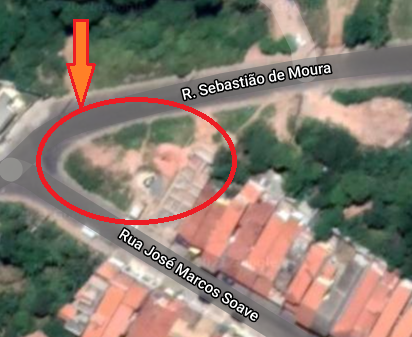 R. Sebastião de Moura
Rua José Marcos Soave